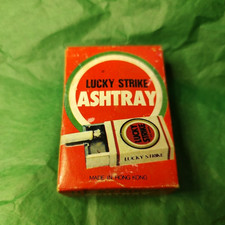 LUCKY STRIKE
ASHTRAY
LUCKY
STRIKE
LUCKY STRIKE
MADE IN HONG KONG